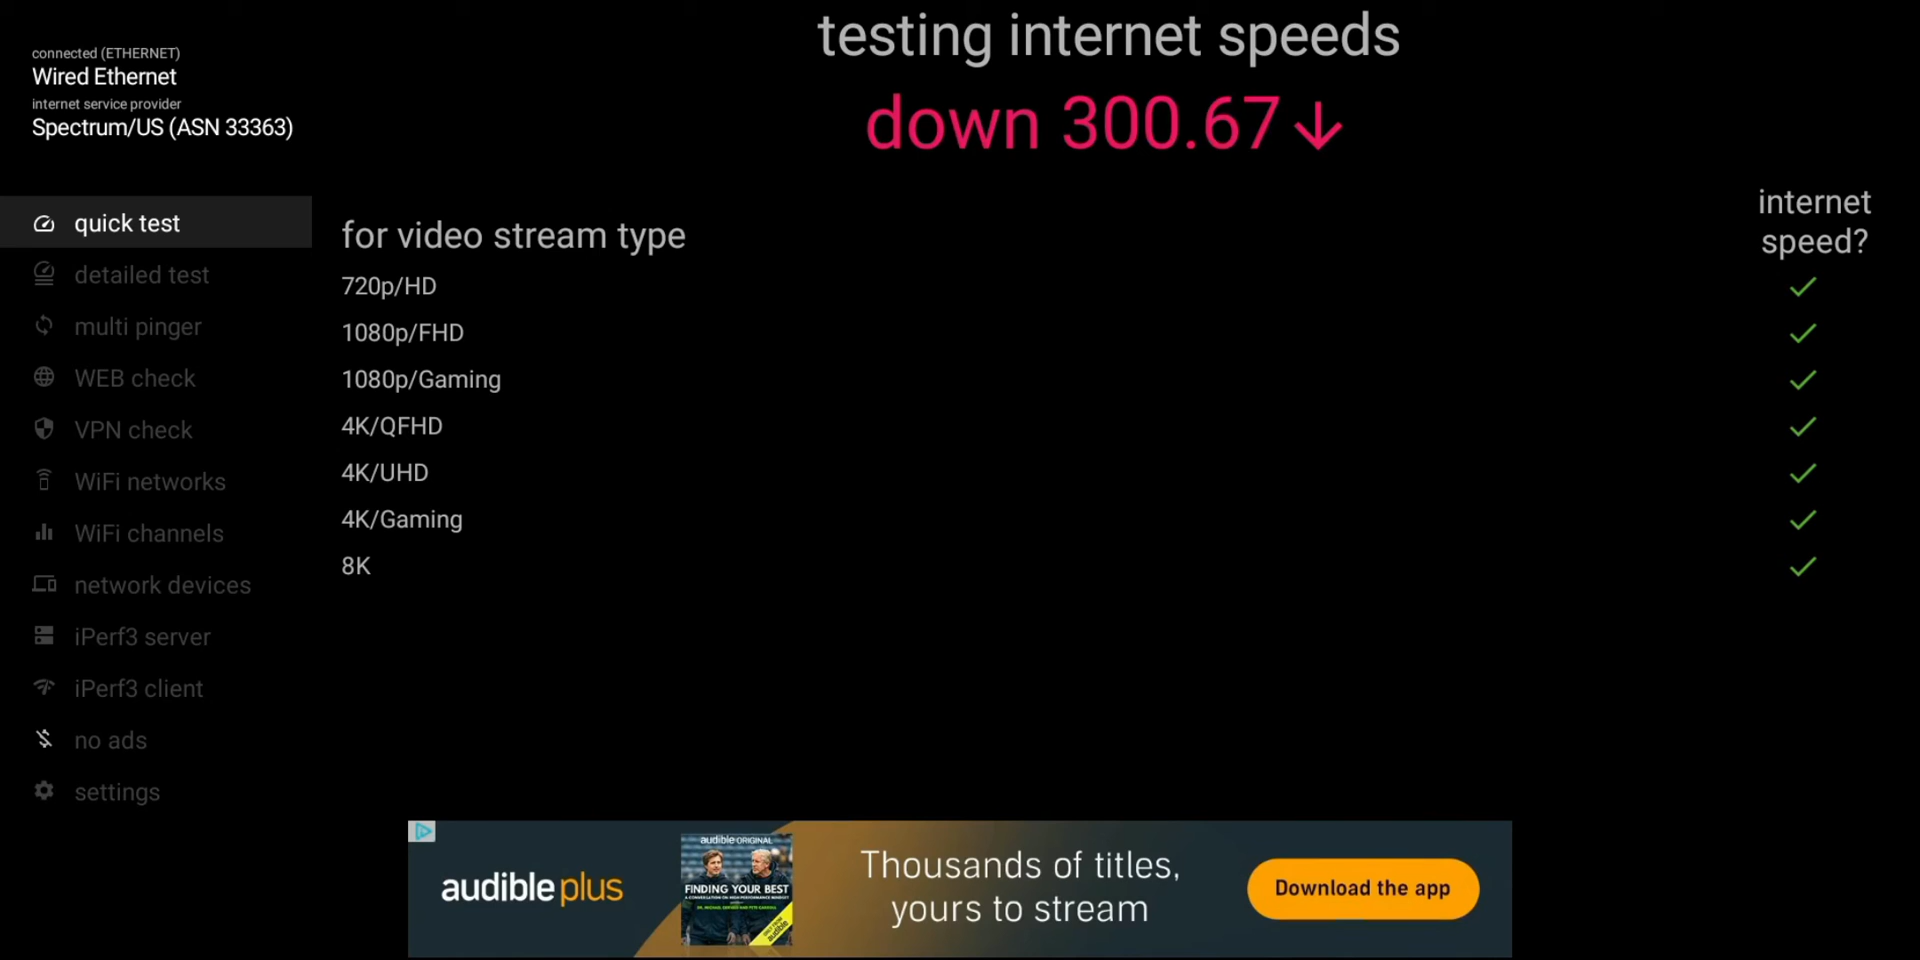 connected (ETHERNET)
Wired Ethernet
internet service provider
Spectrum/US (ASN 33363)
testing internet speeds
down 300.67↓
quick test
detailed test
multi pinger
WEB check
VPN check
WiFi networks
WiFi channels
network devices
iPerf3 server
iPerf3 client
no ads
settings
for video stream type
internet
speed?
720p/HD
1080p/FHD
1080p/Gaming
4K/QFHD
4K/UHD
4K/Gaming
8K
audible plus
audible ORIGINAL
FINDING YOUR BEST
Thousands of titles,
yours to stream
Download the app